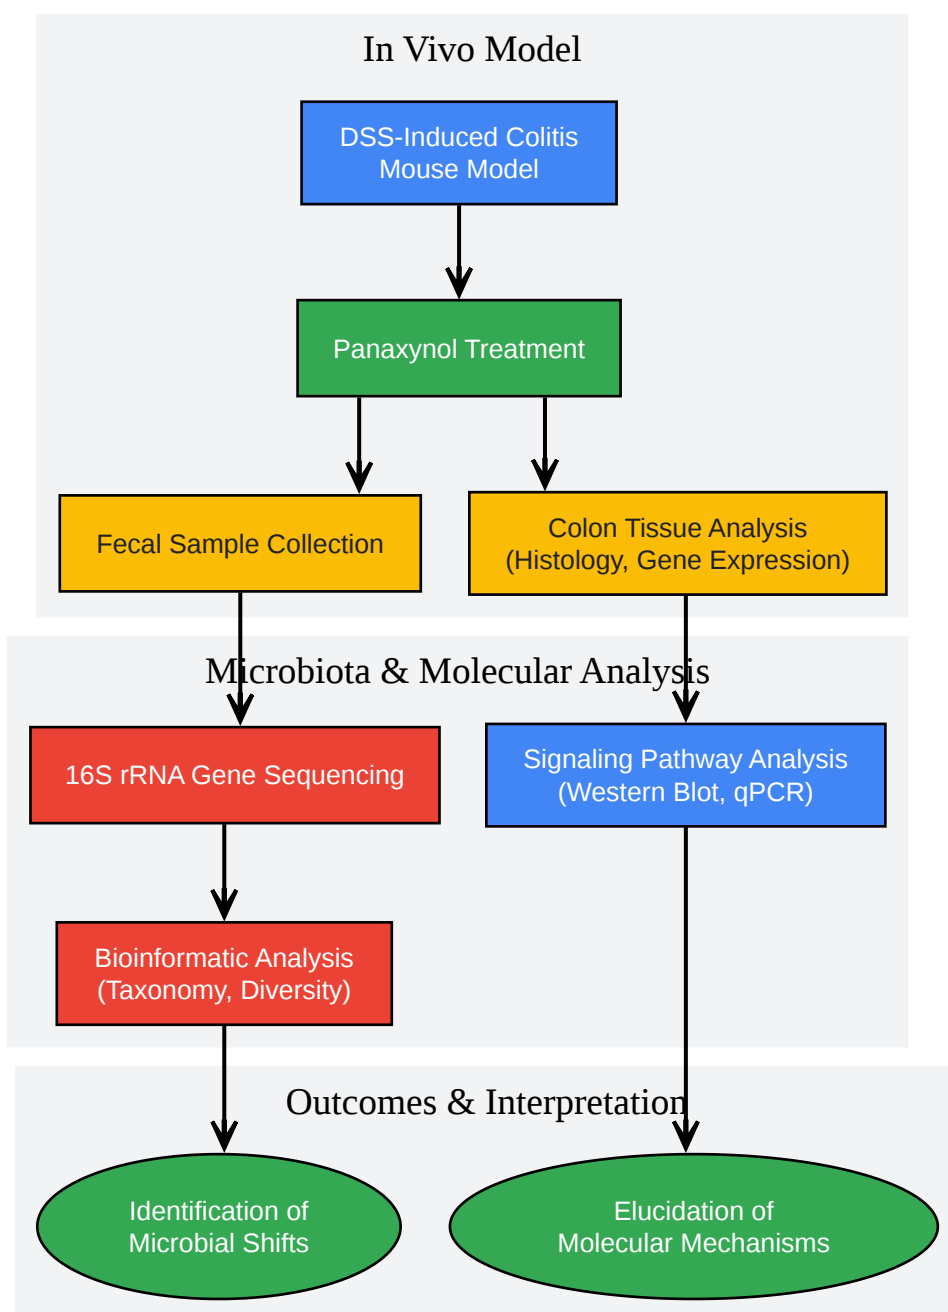 In Vivo Model
DSS-Induced Colitis
Mouse Model
Panaxynol Treatment
Fecal Sample Collection
Colon Tissue Analysis
(Histology, Gene Expression)
Microbiota & Molecular Analysis
16S rRNA Gene Sequencing
Signaling Pathway Analysis
(Western Blot, qPCR)
Bioinformatic Analysis
(Taxonomy, Diversity)
Outcomes & Interpretation
Identification of
Microbial Shifts
Elucidation of
Molecular Mechanisms